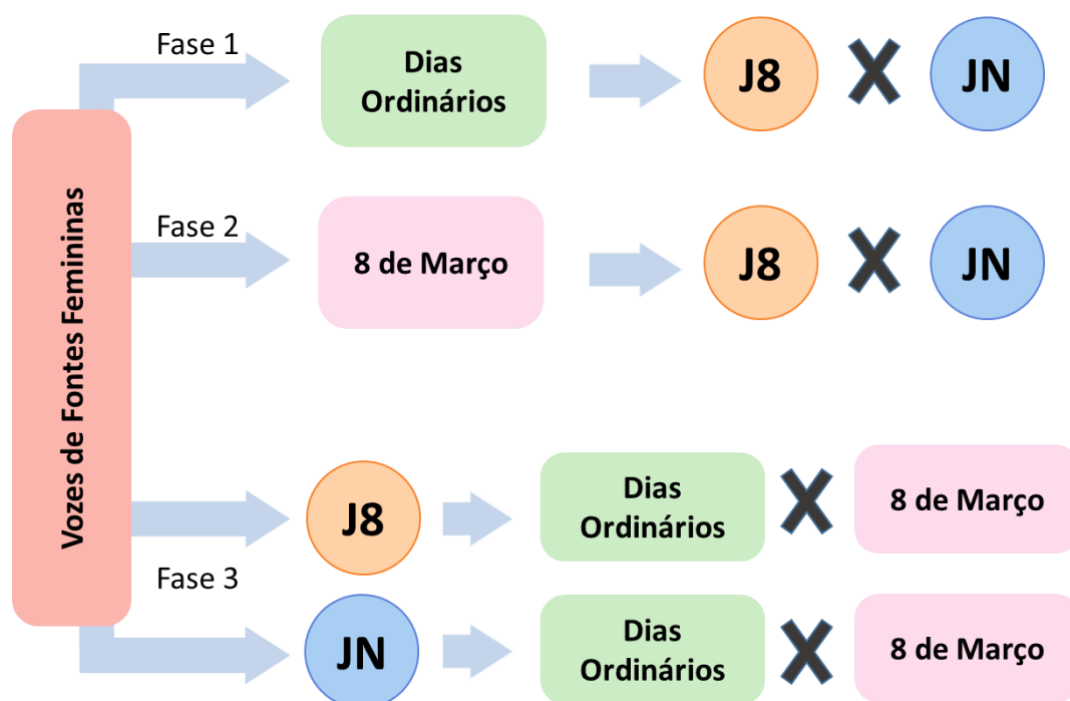 Fase 1
Dias
Ordinários
J8
JN
Vozes de Fontes Femininas
Fase 2
8 de Março
J8
JN
J8
Dias
Ordinários
8 de Março
Fase 3
JN
Dias
Ordinários
8 de Março